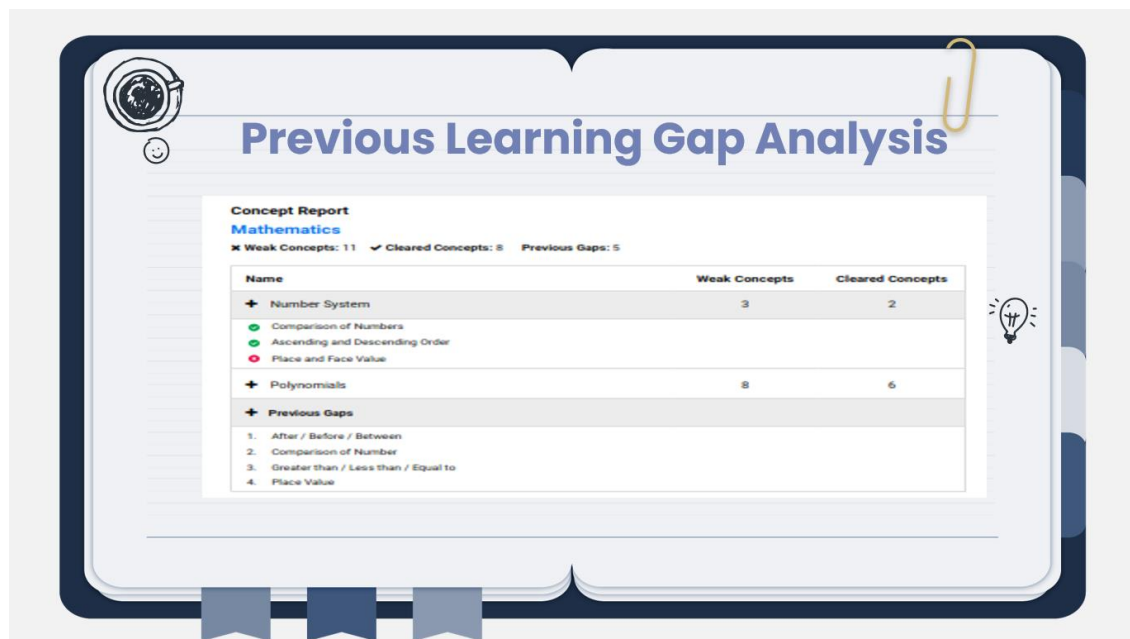 Previous Learning Gap Analysis
Concept Report
Mathematics
✖ Weak Concepts: 11 ✔ Cleared Concepts: 8 Previous Gaps: 5
Name Weak Concepts Cleared Concepts
+ Number System 3 2
Comparison of Numbers
Ascending and Descending Order
Place and Face Value
+ Polynomials 8 6
+ Previous Gaps
1. After / Before / Between
2. Comparison of Number
3. Greater than / Less than / Equal to
4. Place Value